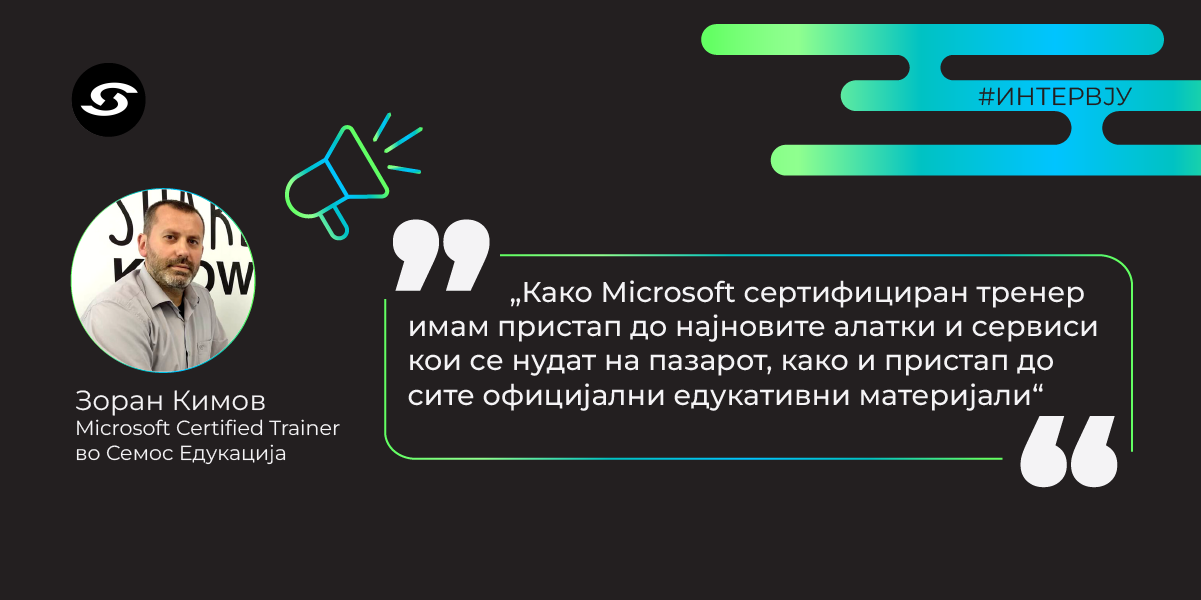 #ИНТЕРВЈУ
„Како Microsoft сертифициран тренер
имам пристап до најновите алатки и сервиси
кои се нудат на пазарот, како и пристап до
сите официјални едукативни материјали“
Зоран Кимов
Microsoft Certified Trainer
во Семос Едукација